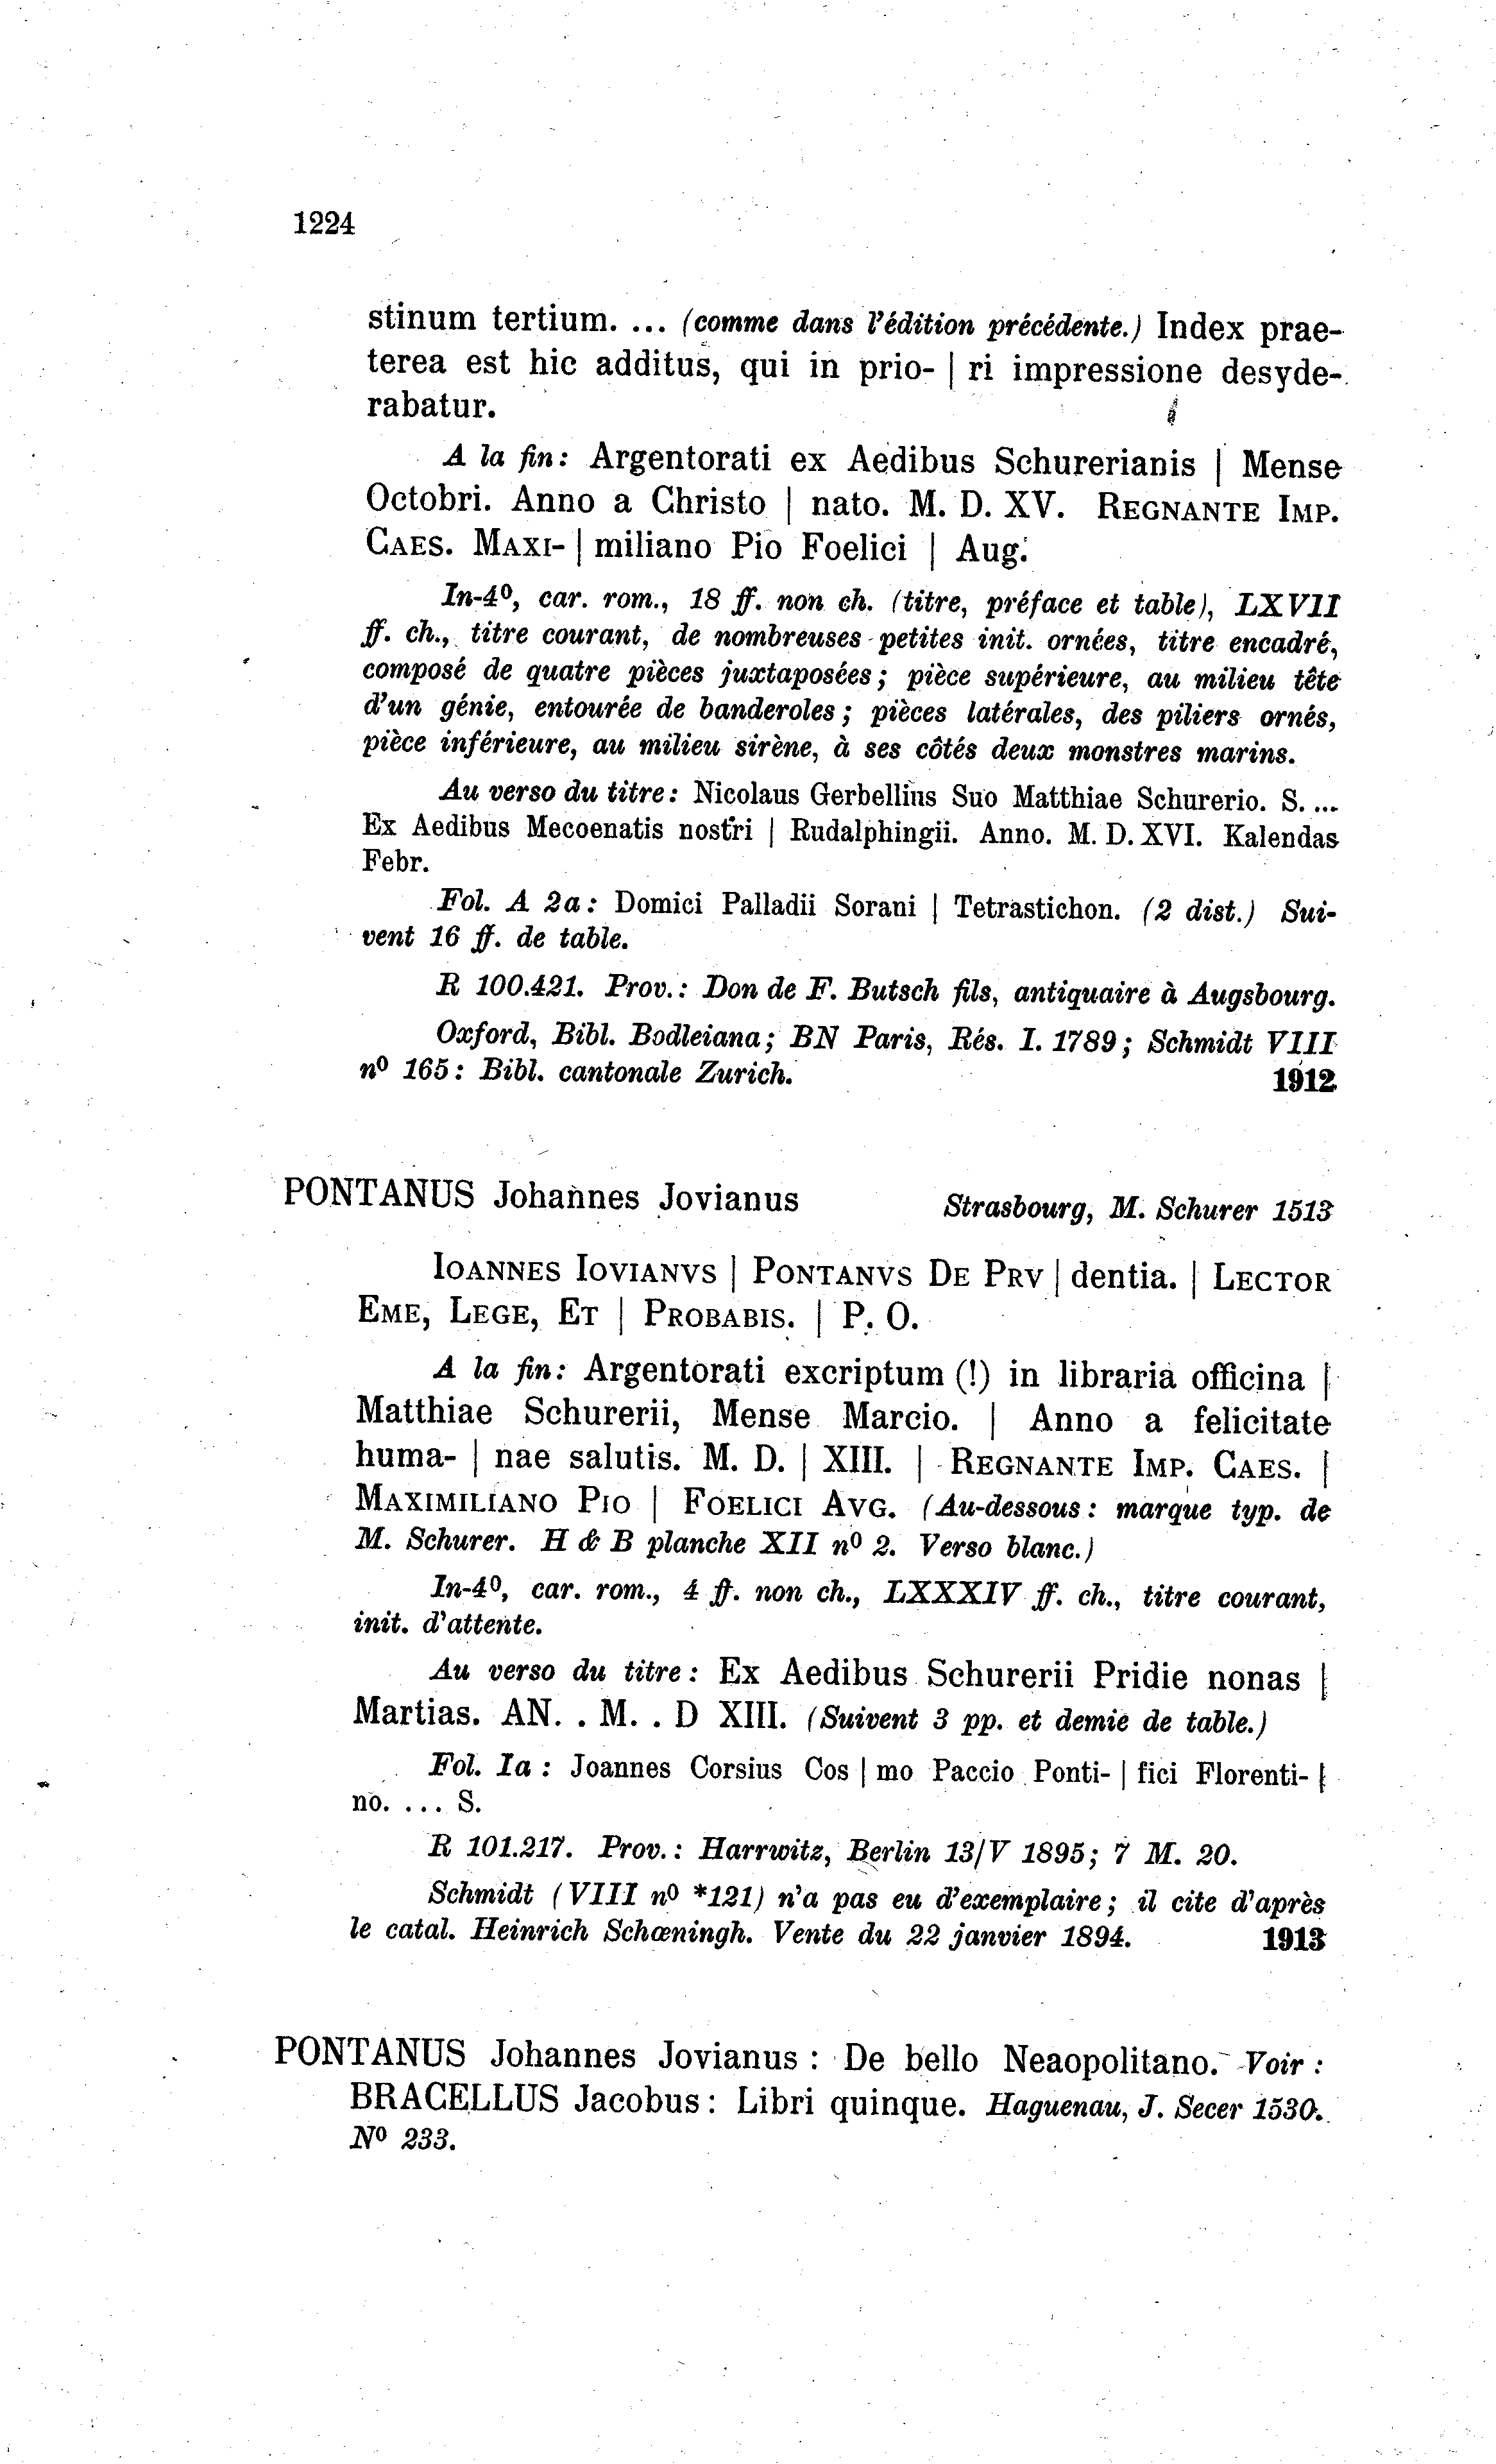 1224
stinum tertium. ... (comme dans l'édition précédente.) Index prae-
terea est hic additus, qui in prio- | ri impressione desyde-
rabatur.
A la fin: Argentorati ex Aedibus Schurerianis | Mense
Octobri. Anno a Christo | nato. M. D. XV. REGNANTE IMP.
CAES. MAXI- | miliano Pio Foelici | Aug.
In-4º, car. rom., 18 ff. non ch. (titre, préface et table), LXVII
ff. ch., titre courant, de nombreuses petites init. ornées, titre encadré,
composé de quatre pièces juxtaposées; pièce supérieure, au milieu tête
d'un génie, entourée de banderoles; pièces latérales, des piliers ornés,
pièce inférieure, au milieu sirène, à ses côtés deux monstres marins.
Au verso du titre: Nicolaus Gerbellius Suo Matthiae Schurerio. S. ...
Ex Aedibus Mecoenatis nostri | Rudalphingii. Anno. M. D. XVI. Kalendas
Febr.
Fol. A 2a: Domici Palladii Sorani | Tetrastichon. (2 dist.) Sui-
vent 16 ff. de table.
R 100.421. Prov.: Don de F. Butsch fils, antiquaire à Augsbourg.
Oxford, Bibl. Bodleiana; BN Paris, Rés. I. 1789; Schmidt VIII
nº 165: Bibl. cantonale Zurich. 1912
PONTANUS Johannes Jovianus Strasbourg, M. Schurer 1513
IOANNES IOVIANVS | PONTANVS DE PRV | dentia. | LECTOR
EME, LEGE, ET | PROBABIS. | P. O.
A la fin: Argentorati excriptum (!) in libraria officina |
Matthiae Schurerii, Mense Marcio. | Anno a felicitate
huma- | nae salutis. M. D. | XIII. | REGNANTE IMP. CAES. |
MAXIMILIANO PIO | FOELICI AVG. (Au-dessous: marque typ. de
M. Schurer. H & B planche XII nº 2. Verso blanc.)
In-4º, car. rom., 4 ff. non ch., LXXXIV ff. ch., titre courant,
init. d'attente.
Au verso du titre: Ex Aedibus Schurerii Pridie nonas |
Martias. AN. . M. . D XIII. (Suivent 3 pp. et demie de table.)
Fol. Ia: Joannes Corsius Cos | mo Paccio Ponti- | fici Florenti- |
no. ... S.
R 101.217. Prov.: Harrwitz, Berlin 13/V 1895; 7 M. 20.
Schmidt (VIII nº *121) n'a pas eu d'exemplaire; il cite d'après
le catal. Heinrich Schœningh. Vente du 22 janvier 1894. 1913
PONTANUS Johannes Jovianus: De bello Neaopolitano. Voir:
BRACELLUS Jacobus: Libri quinque. Haguenau, J. Secer 1530.
Nº 233.